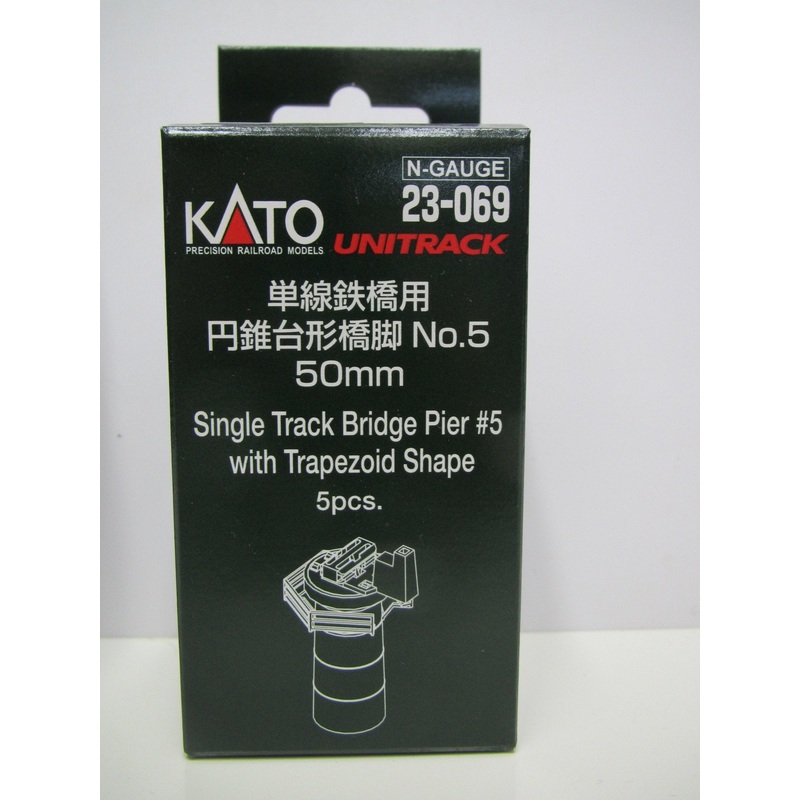 N-GAUGE
23-069
KATO
PRECISION RAILROAD MODELS
UNITRACK
単線鉄橋用
円錐台形橋脚 No.5
50mm
Single Track Bridge Pier #5
with Trapezoid Shape
5pcs.